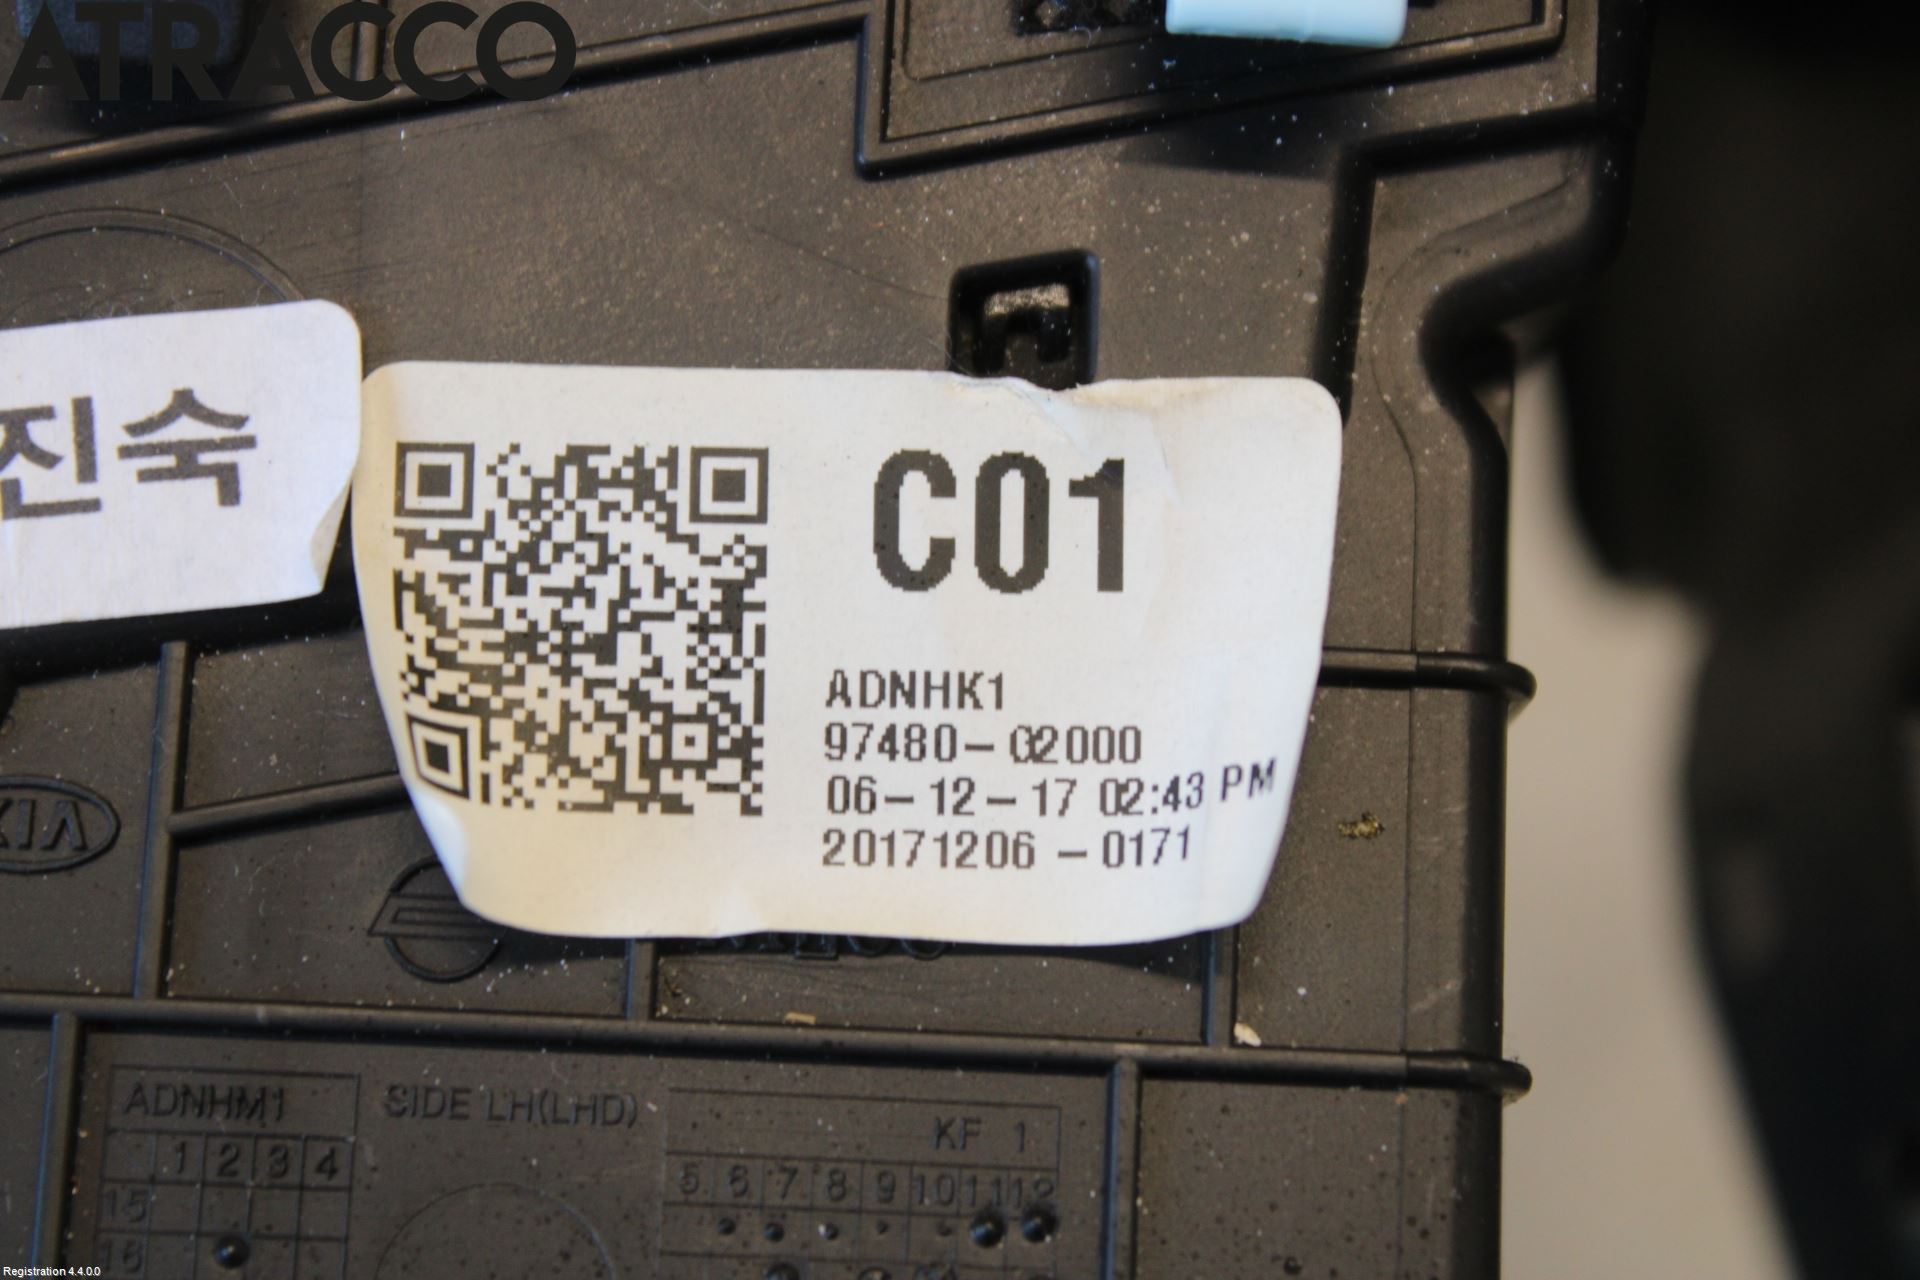 ATRACCO
진숙
C01
ADNHK1
97480-C2000
06-12-17 02:43 PM
20171206-0171
KIA
ADNHM1
SIDE LH(LHD)
KF 1
1 2 3 4
5 6 7 8 9 10 11 12
15
16
Registration 4.4.0.0